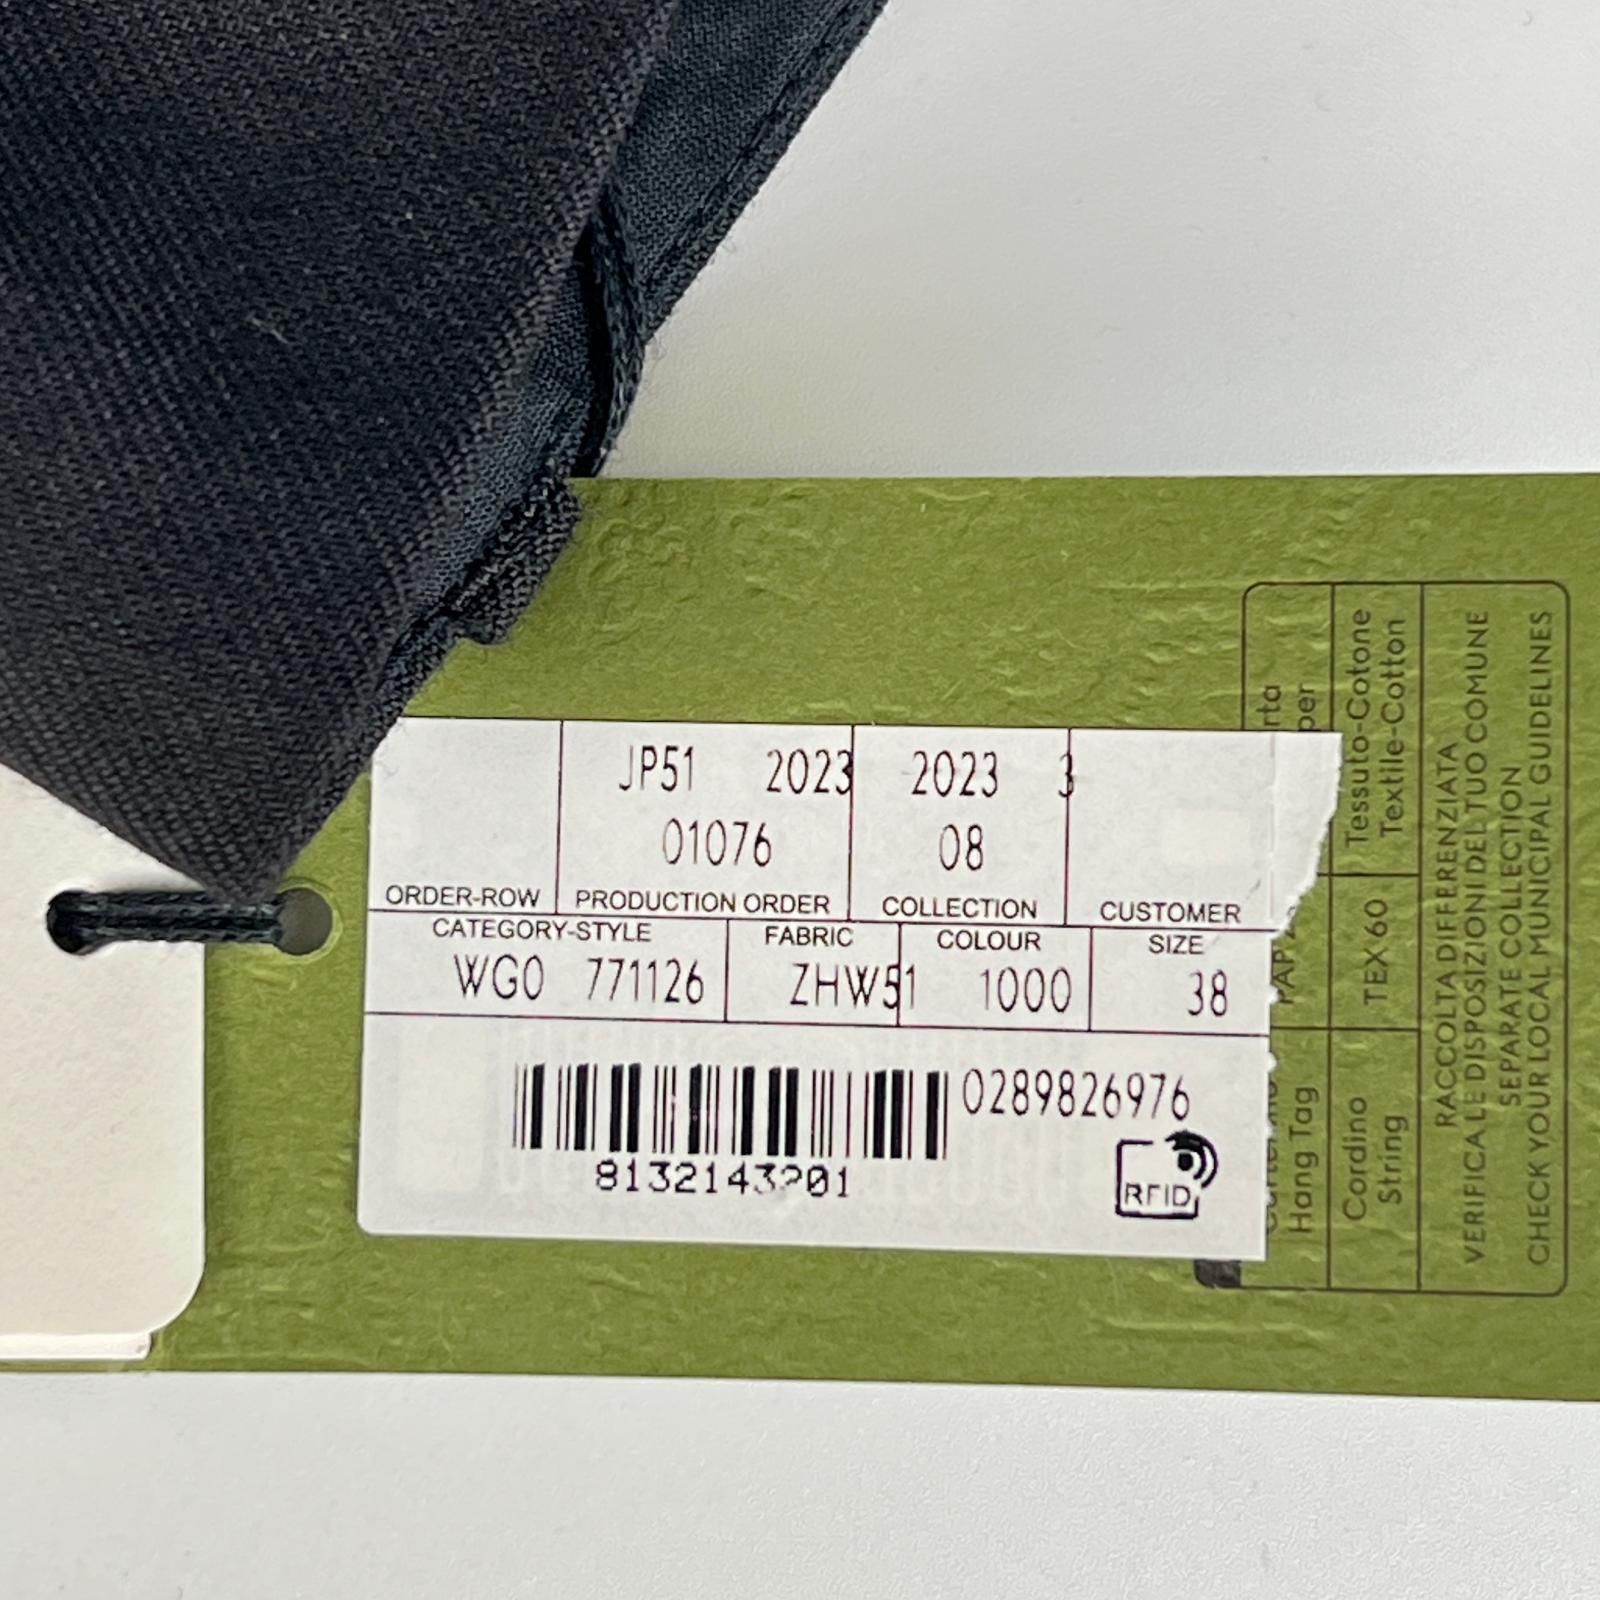 JP51 2023 2023 3
01076 08
ORDER-ROW PRODUCTION ORDER COLLECTION CUSTOMER
CATEGORY-STYLE FABRIC COLOUR SIZE
WG0 771126 ZHW51 1000 38
0289826976
8132143201
RFID
Hang Tag
Tessuto-Cotone
Textile-Cotton
TEX 60
Cordino
String
RACCOLTA DIFFERENZIATA
VERIFICA LE DISPOSIZIONI DEL TUO COMUNE
SEPARATE COLLECTION
CHECK YOUR LOCAL MUNICIPAL GUIDELINES